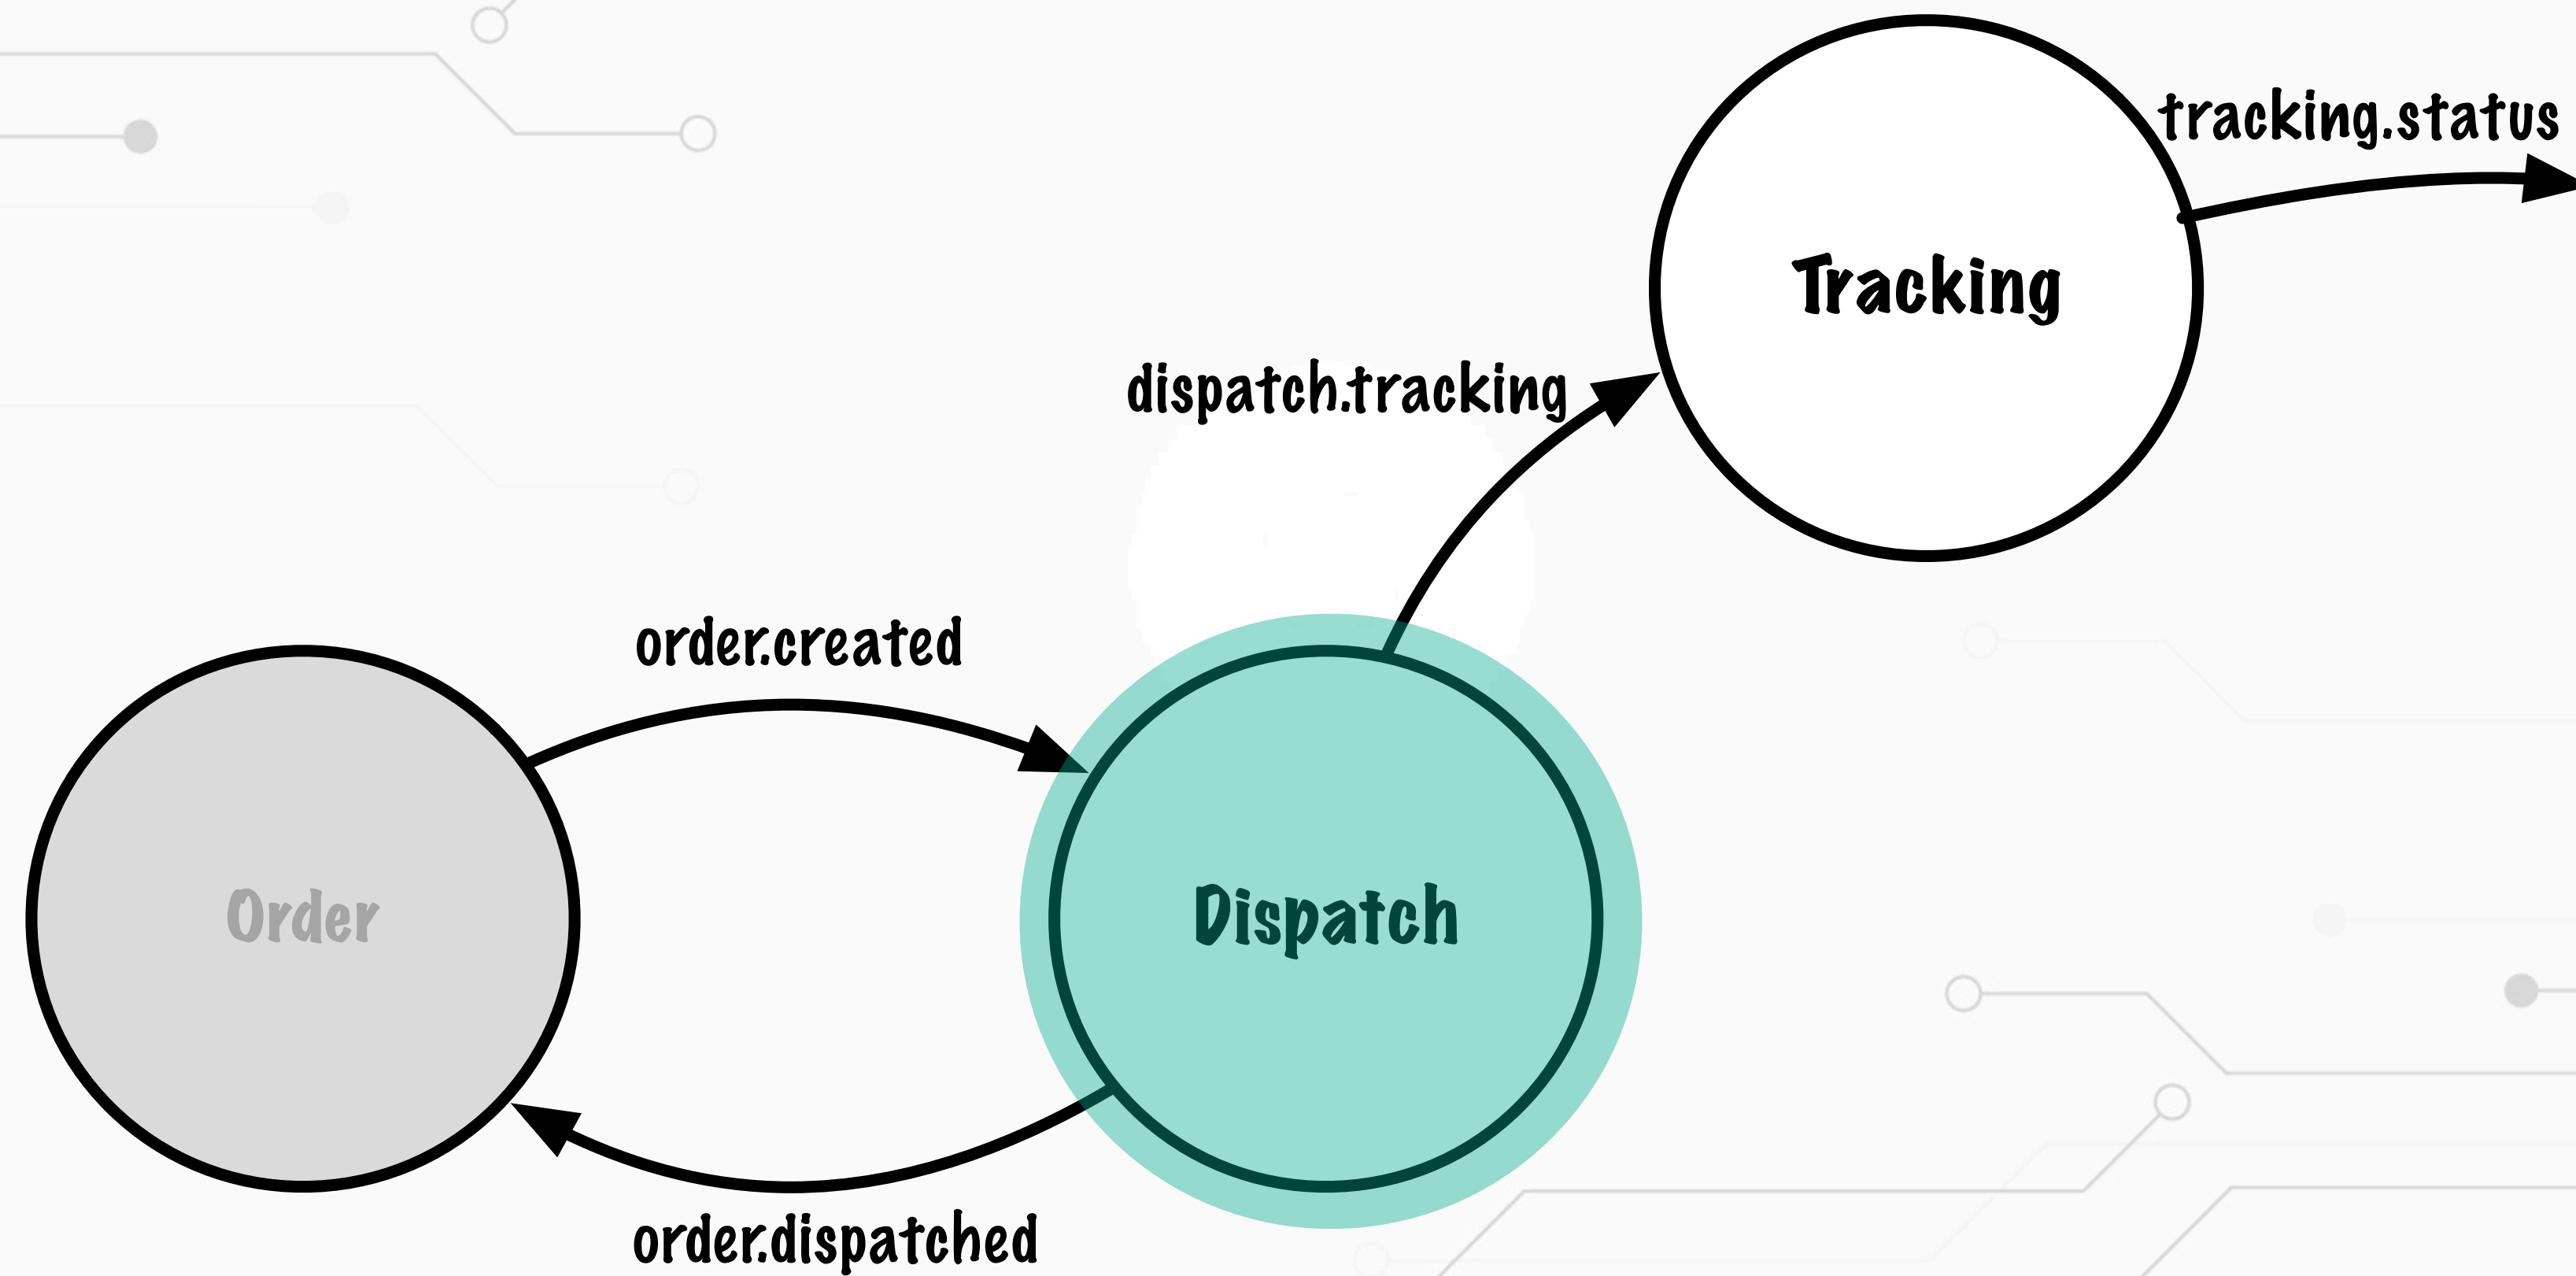 tracking.status
Tracking
dispatch.tracking
order.created
Order
Dispatch
order.dispatched